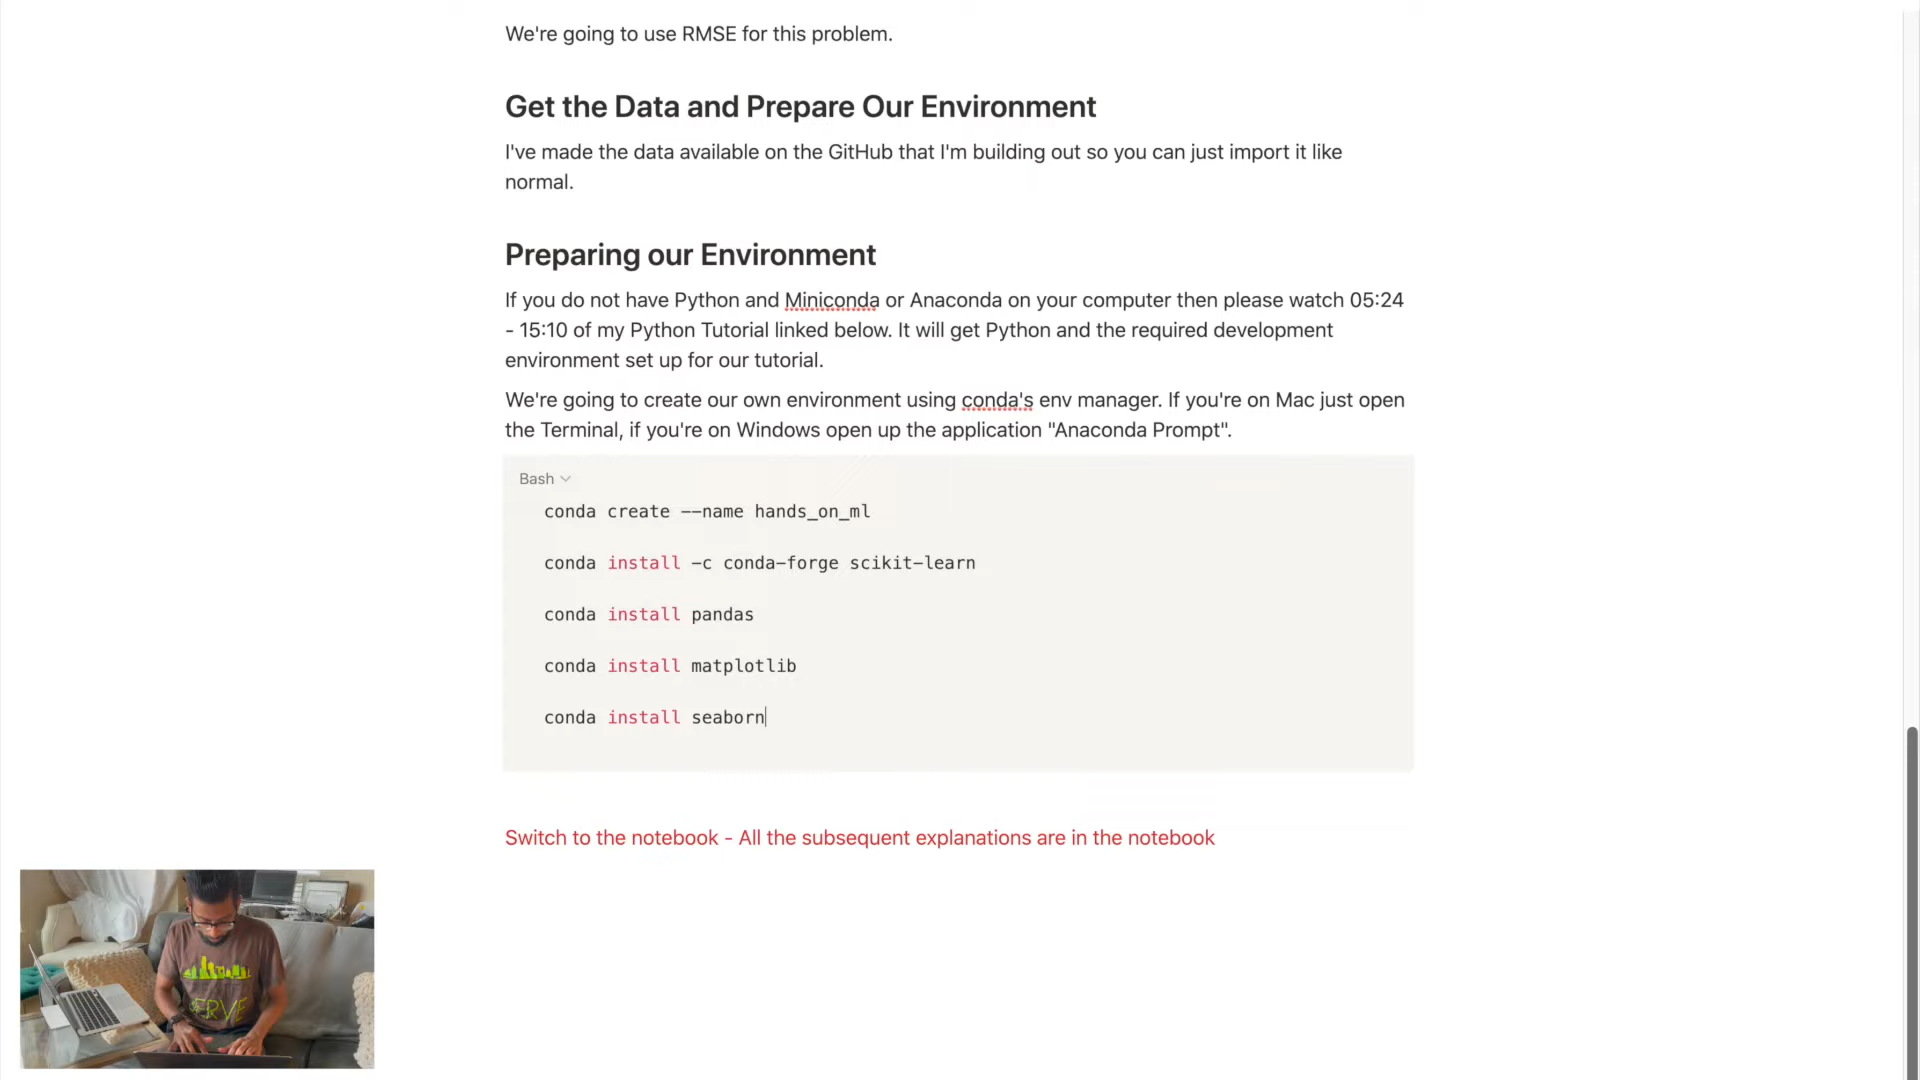 We're going to use RMSE for this problem.
Get the Data and Prepare Our Environment
I've made the data available on the GitHub that I'm building out so you can just import it like
normal.
Preparing our Environment
If you do not have Python and Miniconda or Anaconda on your computer then please watch 05:24
- 15:10 of my Python Tutorial linked below. It will get Python and the required development
environment set up for our tutorial.
We're going to create our own environment using conda's env manager. If you're on Mac just open
the Terminal, if you're on Windows open up the application "Anaconda Prompt".
Bash
conda create --name hands_on_ml
conda install -c conda-forge scikit-learn
conda install pandas
conda install matplotlib
conda install seaborn
Switch to the notebook - All the subsequent explanations are in the notebook
SERVE